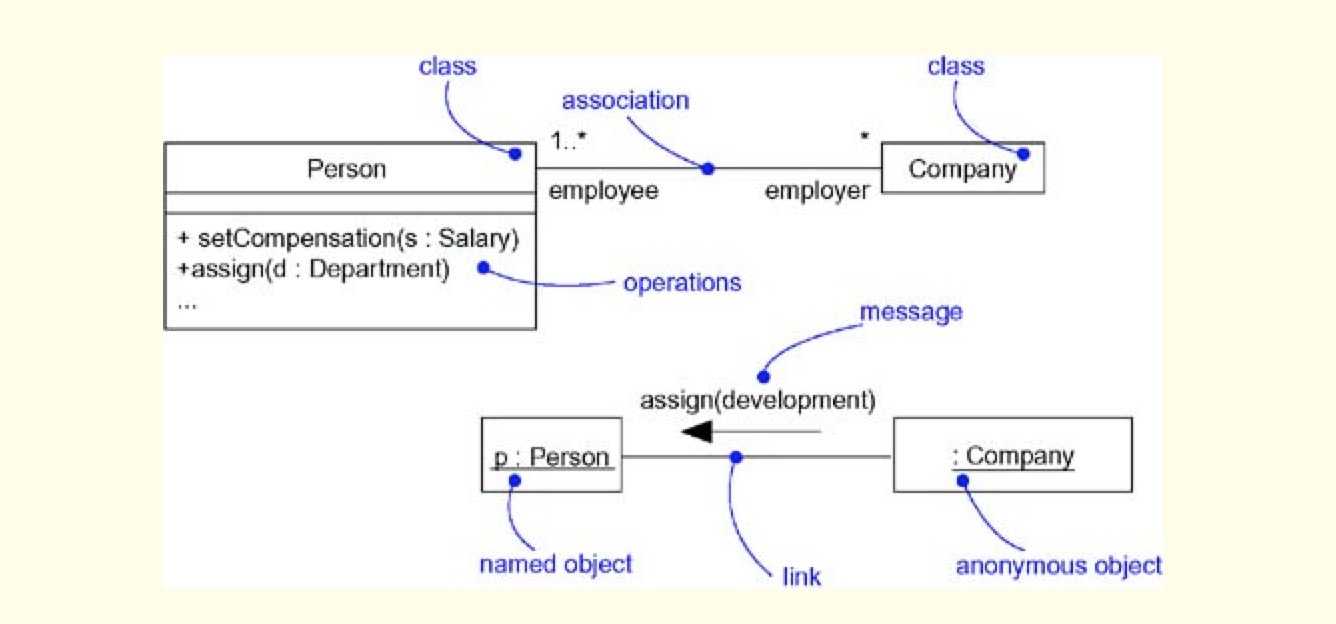 class
class
association
1..*
*
Person
Company
employee
employer
+ setCompensation(s : Salary)
+assign(d : Department)
...
operations
message
assign(development)
p : Person
: Company
named object
link
anonymous object